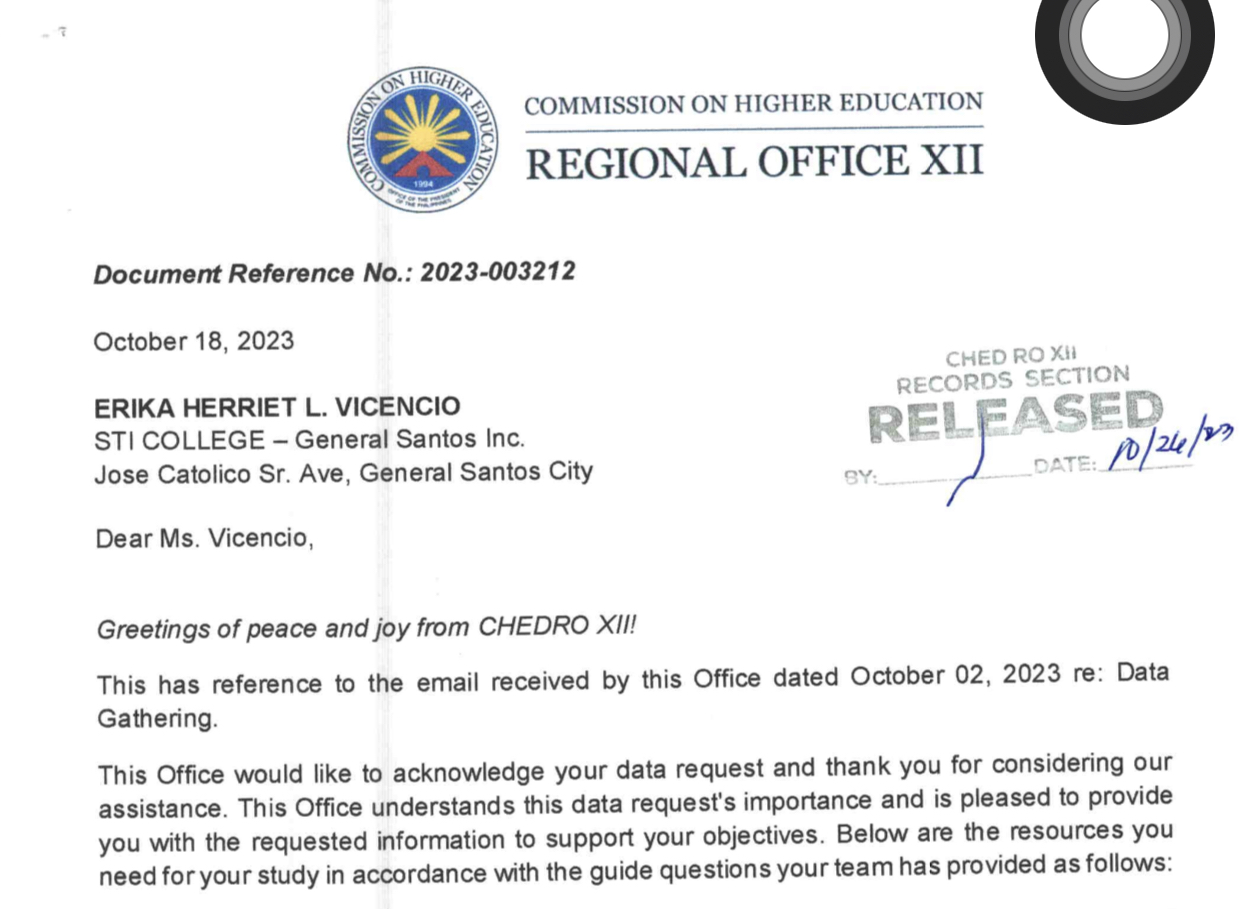 COMMISSION ON HIGHER EDUCATION
1994
OFFICE OF THE PRESIDENT
OF THE PHILIPPINES
COMMISSION ON HIGHER EDUCATION
REGIONAL OFFICE XII
Document Reference No.: 2023-003212
October 18, 2023
CHED RO XII
RECORDS SECTION
RELEASED
BY: DATE: 10/26/23
ERIKA HERRIET L. VICENCIO
STI COLLEGE – General Santos Inc.
Jose Catolico Sr. Ave, General Santos City
Dear Ms. Vicencio,
Greetings of peace and joy from CHEDRO XII!
This has reference to the email received by this Office dated October 02, 2023 re: Data
Gathering.
This Office would like to acknowledge your data request and thank you for considering our
assistance. This Office understands this data request's importance and is pleased to provide
you with the requested information to support your objectives. Below are the resources you
need for your study in accordance with the guide questions your team has provided as follows: